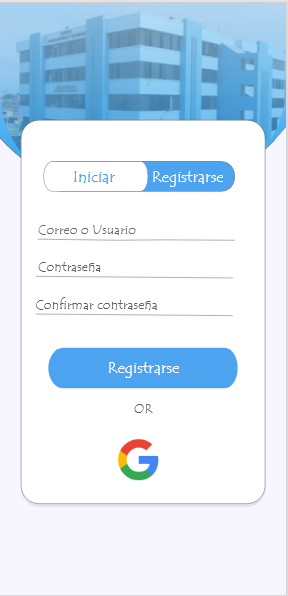 Iniciar Registrarse
Correo o Usuario
Contraseña
Confirmar contraseña
Registrarse
OR
G